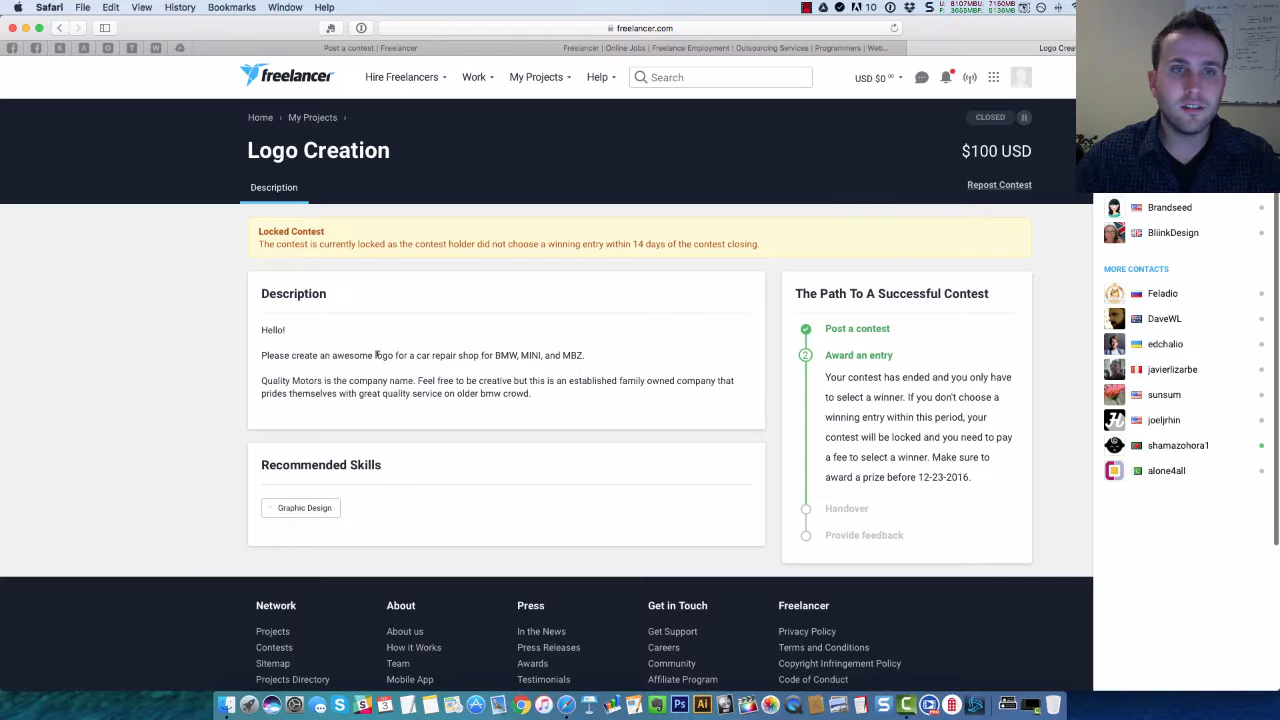 Safari File Edit View History Bookmarks Window Help
freelancer.com
Post a contest | Freelancer
Freelancer | Online Jobs | Freelance Employment | Outsourcing Services | Programmers | Web...
Logo Crea
freelancer
Hire Freelancers
Work
My Projects
Help
Search
USD $0 00
Home › My Projects ›
CLOSED
Logo Creation
$100 USD
Description
Repost Contest
Locked Contest
The contest is currently locked as the contest holder did not choose a winning entry within 14 days of the contest closing.
Description
Hello!
Please create an awesome logo for a car repair shop for BMW, MINI, and MBZ.
Quality Motors is the company name. Feel free to be creative but this is an established family owned company that
prides themselves with great quality service on older bmw crowd.
Recommended Skills
Graphic Design
The Path To A Successful Contest
Post a contest
2
Award an entry
Your contest has ended and you only have
to select a winner. If you don't choose a
winning entry within this period, your
contest will be locked and you need to pay
a fee to select a winner. Make sure to
award a prize before 12-23-2016.
Handover
Provide feedback
Brandseed
BliinkDesign
MORE CONTACTS
Feladio
DaveWL
edchalio
javierlizarbe
sunsum
joeljrhin
shamazohora1
alone4all
Network
Projects
Contests
Sitemap
Projects Directory
About
About us
How it Works
Team
Mobile App
Press
In the News
Press Releases
Awards
Testimonials
Get in Touch
Get Support
Careers
Community
Affiliate Program
Freelancer
Privacy Policy
Terms and Conditions
Copyright Infringement Policy
Code of Conduct